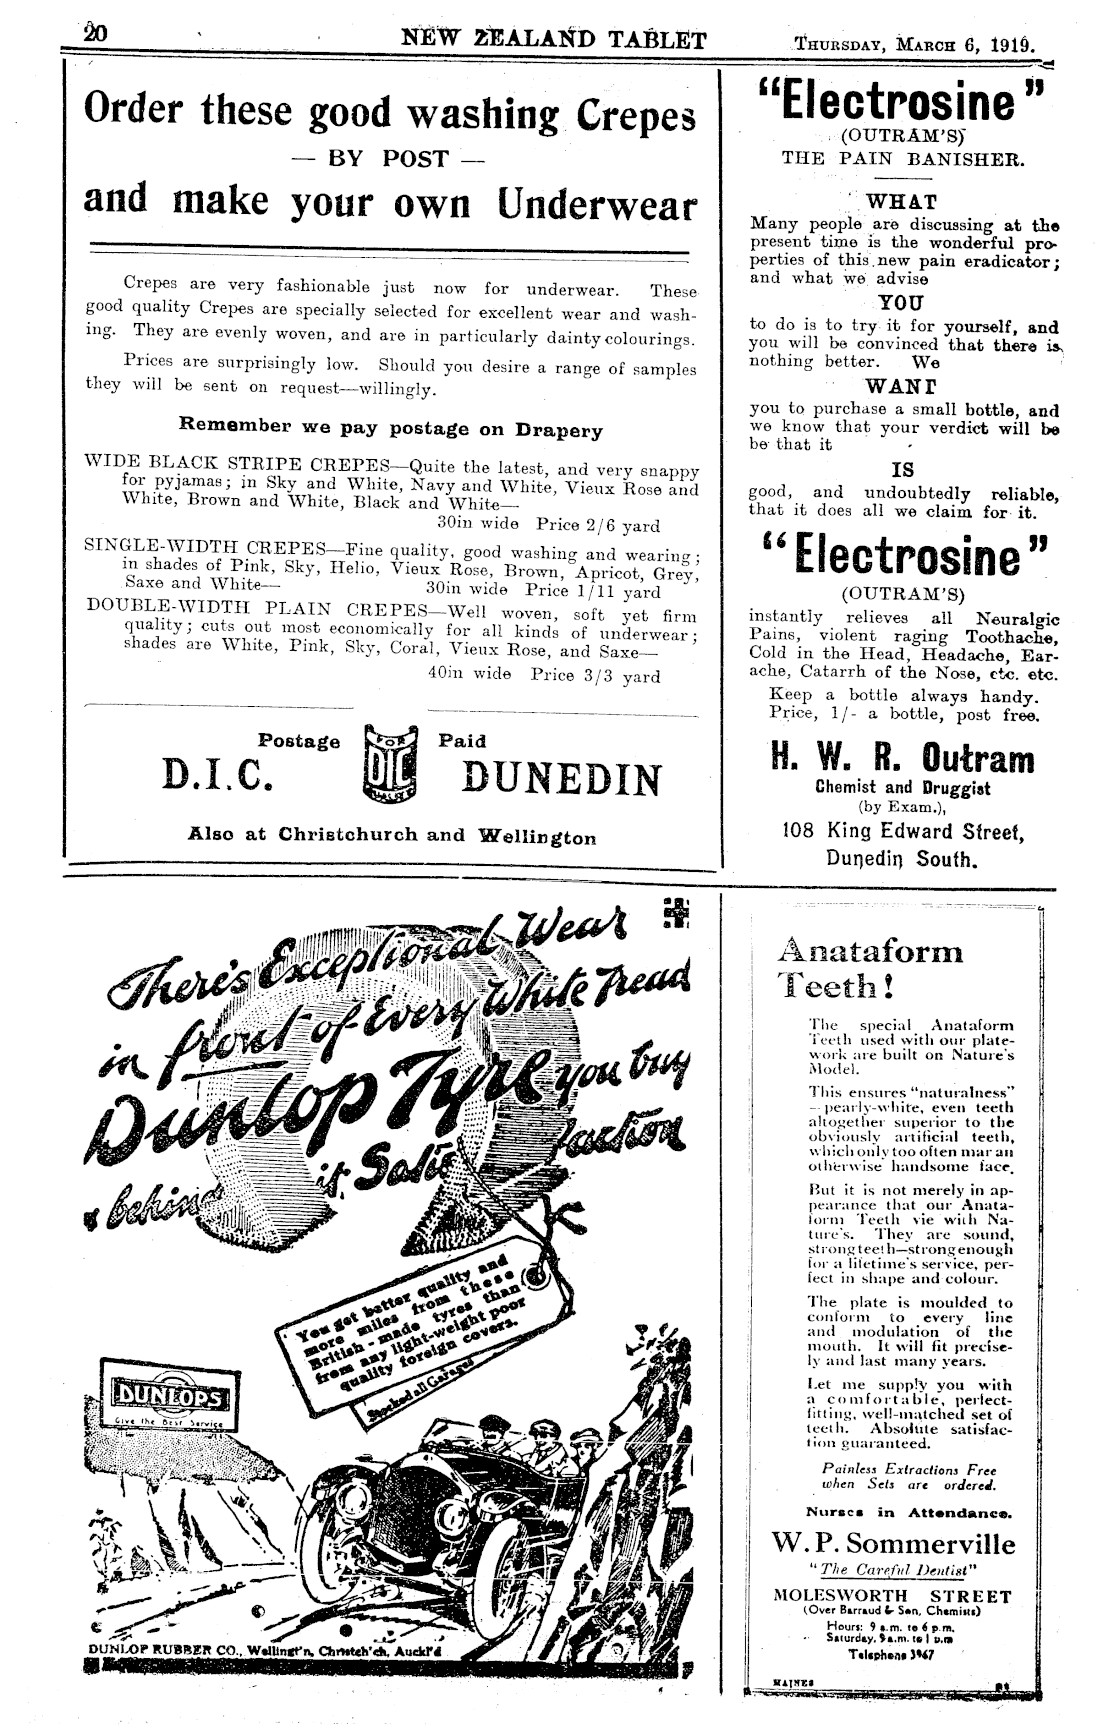 20
NEW ZEALAND TABLET
THURSDAY, MARCH 6, 1919.
Order these good washing Crepes
— BY POST —
and make your own Underwear
Crepes are very fashionable just now for underwear. These
good quality Crepes are specially selected for excellent wear and wash-
ing. They are evenly woven, and are in particularly dainty colourings.
Prices are surprisingly low. Should you desire a range of samples
they will be sent on request—willingly.
Remember we pay postage on Drapery
WIDE BLACK STRIPE CREPES—Quite the latest, and very snappy
for pyjamas; in Sky and White, Navy and White, Vieux Rose and
White, Brown and White, Black and White—
30in wide Price 2/6 yard
SINGLE-WIDTH CREPES—Fine quality, good washing and wearing;
in shades of Pink, Sky, Helio, Vieux Rose, Brown, Apricot, Grey,
Saxe and White— 30in wide Price 1/11 yard
DOUBLE-WIDTH PLAIN CREPES—Well woven, soft yet firm
quality; cuts out most economically for all kinds of underwear;
shades are White, Pink, Sky, Coral, Vieux Rose, and Saxe—
40in wide Price 3/3 yard
Postage Paid
FOR
DIC
VALUE
D.I.C. DUNEDIN
Also at Christchurch and Wellington
"Electrosine"
(OUTRAM'S)
THE PAIN BANISHER.
WHAT
Many people are discussing at the
present time is the wonderful pro-
perties of this new pain eradicator;
and what we advise
YOU
to do is to try it for yourself, and
you will be convinced that there is
nothing better. We
WANT
you to purchase a small bottle, and
we know that your verdict will be
be that it
IS
good, and undoubtedly reliable,
that it does all we claim for it.
"Electrosine"
(OUTRAM'S)
instantly relieves all Neuralgic
Pains, violent raging Toothache,
Cold in the Head, Headache, Ear-
ache, Catarrh of the Nose, etc. etc.
Keep a bottle always handy.
Price, 1/- a bottle, post free.
H. W. R. Outram
Chemist and Druggist
(by Exam.),
108 King Edward Street,
Dunedin South.
There's Exceptional Wear
in front of Every White Tread
Dunlop Tyre you buy
& behind it Satisfaction
You get better quality and
more miles from these
British-made tyres than
from any light-weight poor
quality foreign covers.
Stocked all Garages
DUNLOPS
Give the Best Service
DUNLOP RUBBER CO., Wellingt'n, Christch'ch, Auckl'd
Anataform
Teeth!
The special Anataform
Teeth used with our plate-
work are built on Nature's
Model.
This ensures "naturalness"
—pearly-white, even teeth
altogether superior to the
obviously artificial teeth,
which only too often mar an
otherwise handsome face.
But it is not merely in ap-
pearance that our Anata-
form Teeth vie with Na-
ture's. They are sound,
strong teeth—strong enough
for a lifetime's service, per-
fect in shape and colour.
The plate is moulded to
conform to every line
and modulation of the
mouth. It will fit precise-
ly and last many years.
Let me supply you with
a comfortable, perfect-
fitting, well-matched set of
teeth. Absolute satisfac-
tion guaranteed.
Painless Extractions Free
when Sets are ordered.
Nurses in Attendance.
W. P. Sommerville
"The Careful Dentist"
MOLESWORTH STREET
(Over Barraud & Son, Chemists)
Hours: 9 a.m. to 6 p.m.
Saturday, 9 a.m. to 1 p.m
Telephone 3967
MAINES